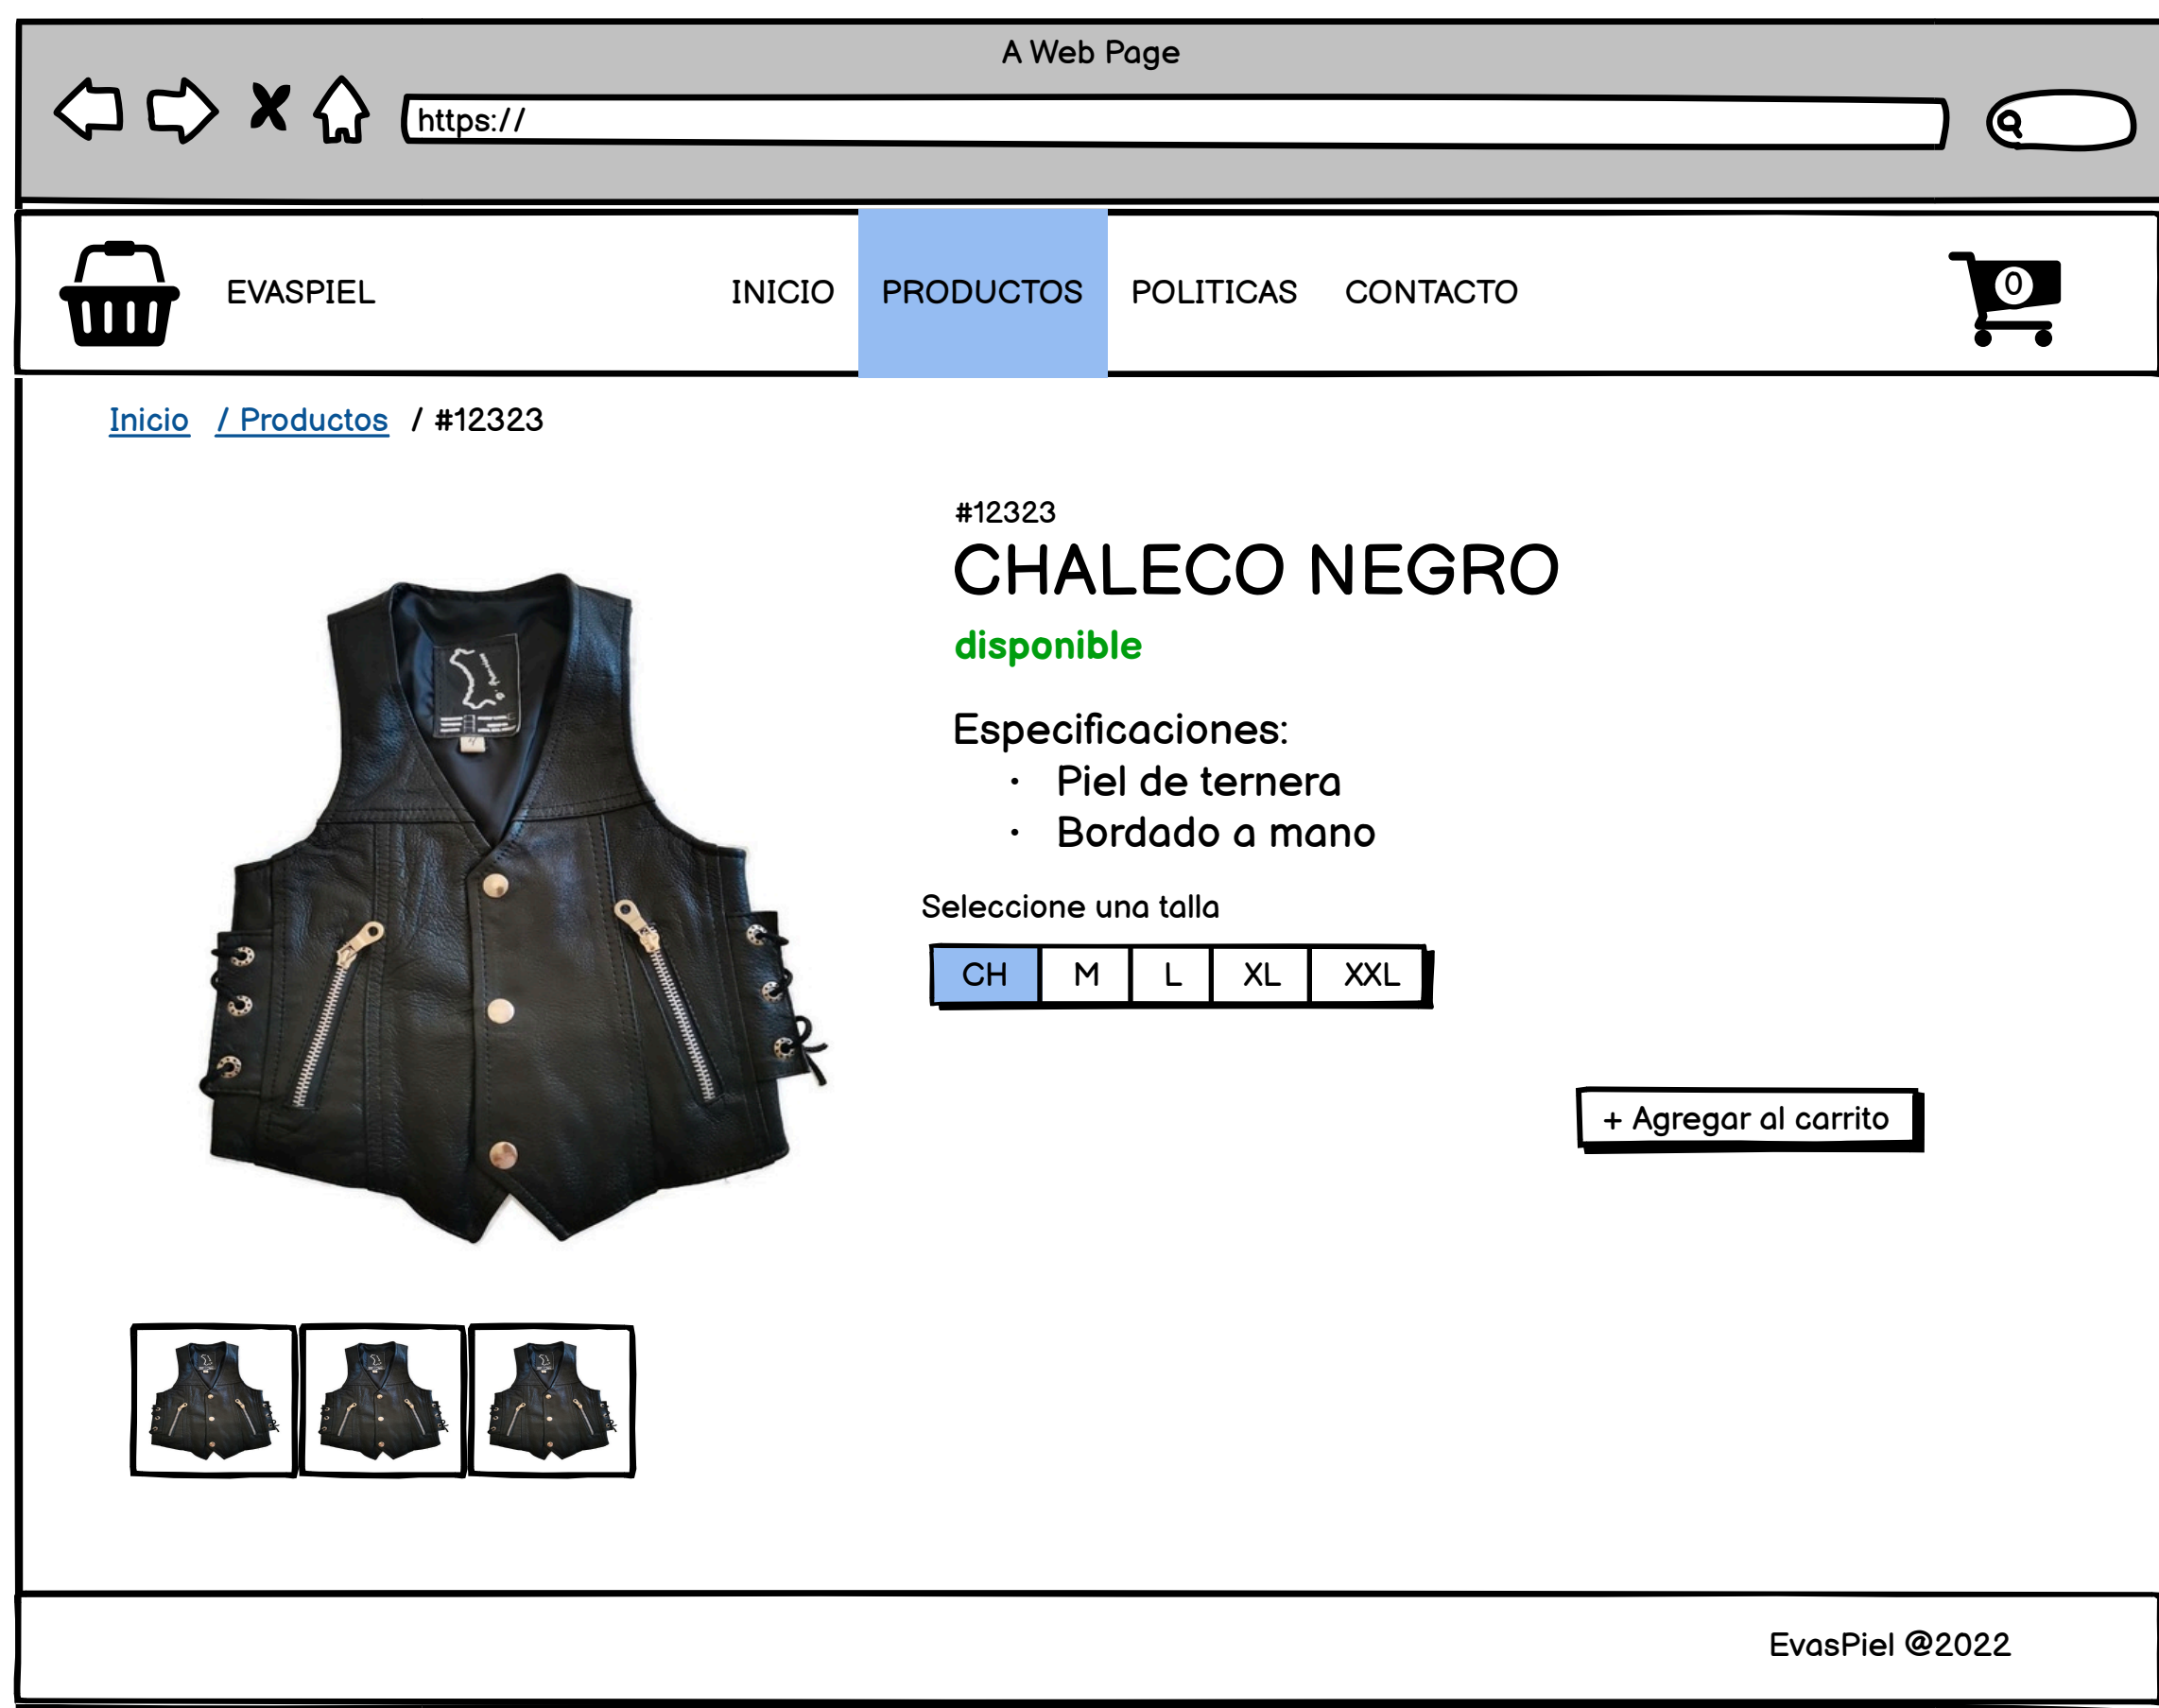 A Web Page
https://
EVASPIEL INICIO PRODUCTOS POLITICAS CONTACTO 0
Inicio / Productos / #12323
#12323
CHALECO NEGRO
disponible
Especificaciones:
· Piel de ternera
· Bordado a mano
Seleccione una talla
CH M L XL XXL
+ Agregar al carrito
EvasPiel @2022